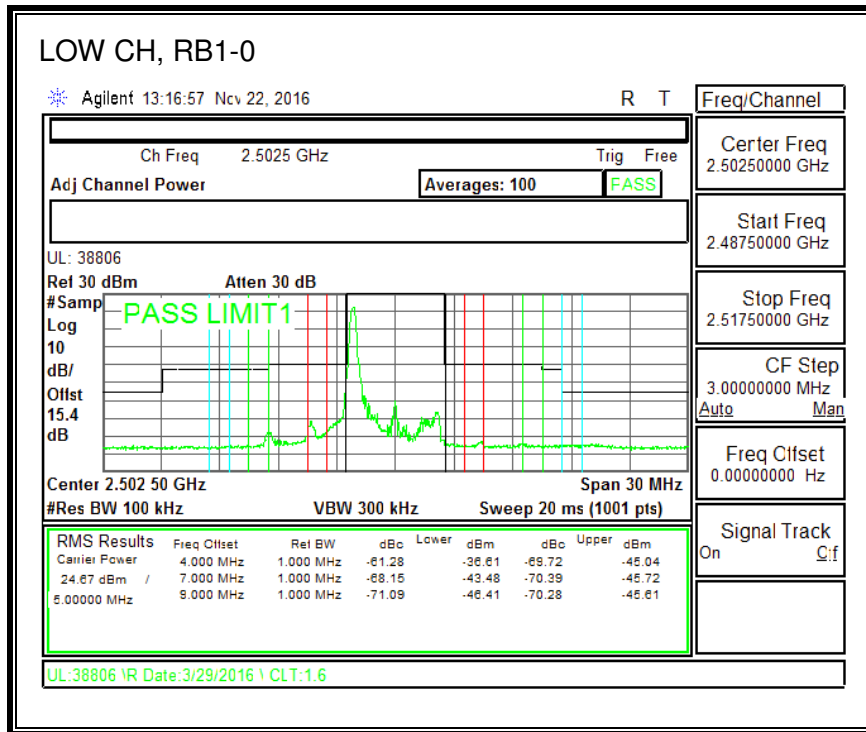 LOW CH, RB1-0
Agilent 13:16:57 Nov 22, 2016 R T
Ch Freq 2.5025 GHz Trig Free
Adj Channel Power Averages: 100 PASS
UL: 38806
Ref 30 dBm Atten 30 dB
#Samp
Log
10
dB/
Offst
15.4
dB
PASS LIMIT1
Center 2.502 50 GHz Span 30 MHz
#Res BW 100 kHz VBW 300 kHz Sweep 20 ms (1001 pts)
RMS Results Freq Offset Ref BW dBc Lower dBm dBc Upper dBm
Carrier Power 4.000 MHz 1.000 MHz -61.28 -36.61 -69.72 -45.04
24.67 dBm / 7.000 MHz 1.000 MHz -68.15 -43.48 -70.39 -45.72
5.00000 MHz 9.000 MHz 1.000 MHz -71.09 -46.41 -70.28 -45.61
UL:38806 \R Date:3/29/2016 \ CLT:1.6
Freq/Channel
Center Freq
2.50250000 GHz
Start Freq
2.48750000 GHz
Stop Freq
2.51750000 GHz
CF Step
3.00000000 MHz
Auto Man
Freq Offset
0.00000000 Hz
Signal Track
On Off